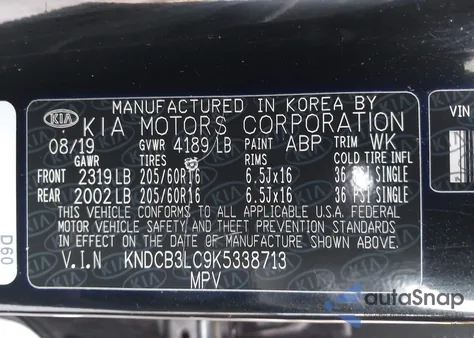 MANUFACTURED IN KOREA BY
KIA KIA MOTORS CORPORATION
08/19 GVWR 4189 LB PAINT ABP TRIM WK
GAWR TIRES RIMS COLD TIRE INFL
FRONT 2319 LB 205/60R16 6.5Jx16 36 PSI SINGLE
REAR 2002 LB 205/60R16 6.5Jx16 36 PSI SINGLE
THIS VEHICLE CONFORMS TO ALL APPLICABLE U.S.A. FEDERAL
MOTOR VEHICLE SAFETY AND THEFT PREVENTION STANDARDS
IN EFFECT ON THE DATE OF MANUFACTURE SHOWN ABOVE.
V.I.N KNDCB3LC9K5338713
MPV
D60
VIN
autoSnap